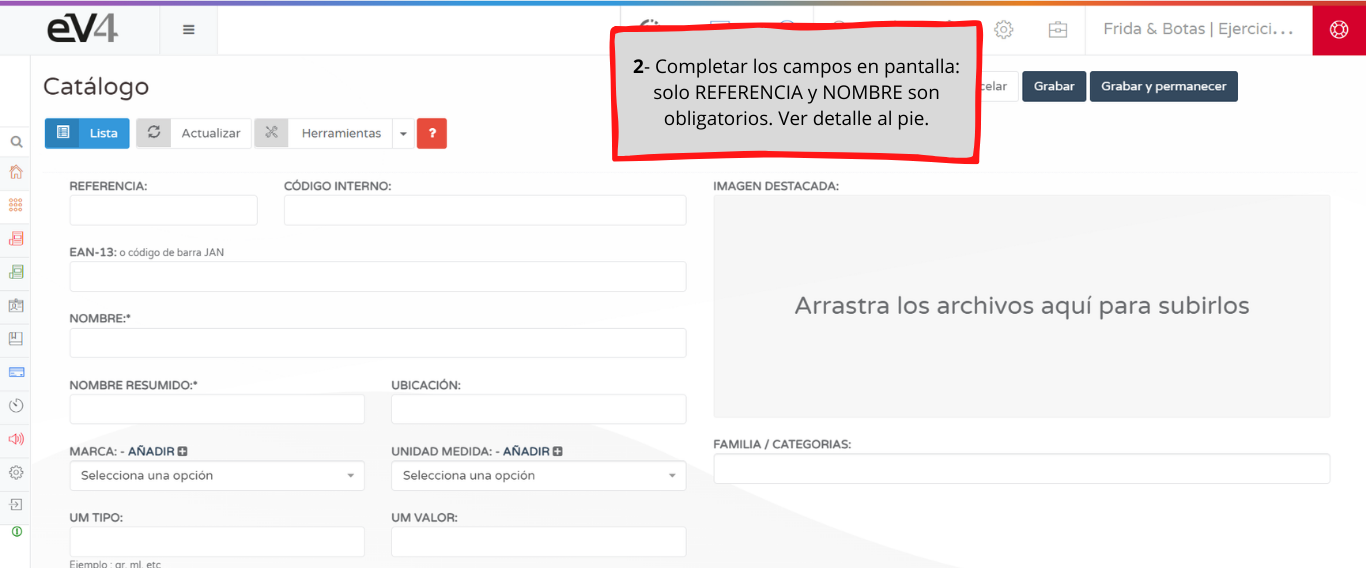 eV4
Frida & Botas | Ejercici...
2- Completar los campos en pantalla:
solo REFERENCIA y NOMBRE son
obligatorios. Ver detalle al pie.
Catálogo
Grabar
Grabar y permanecer
Lista
Actualizar
Herramientas
?
REFERENCIA:
CÓDIGO INTERNO:
IMAGEN DESTACADA:
EAN-13: o código de barra JAN
Arrastra los archivos aquí para subirlos
NOMBRE:*
NOMBRE RESUMIDO:*
UBICACIÓN:
MARCA: - AÑADIR
UNIDAD MEDIDA: - AÑADIR
FAMILIA / CATEGORIAS:
Selecciona una opción
Selecciona una opción
UM TIPO:
UM VALOR:
Ejemplo : gr, ml, etc